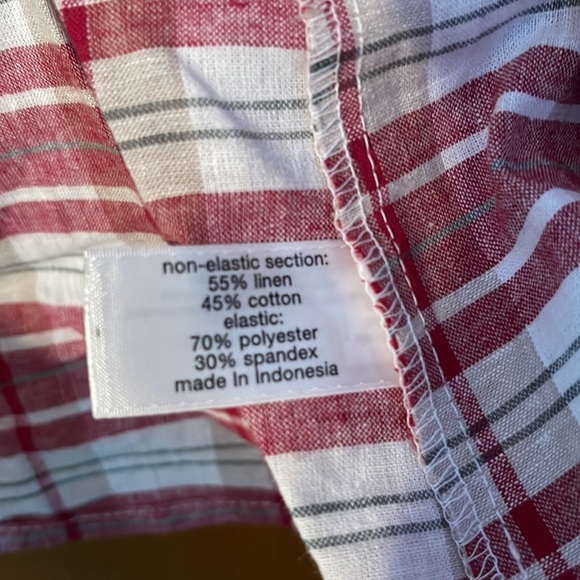 non-elastic section:
55% linen
45% cotton
elastic:
70% polyester
30% spandex
made In Indonesia